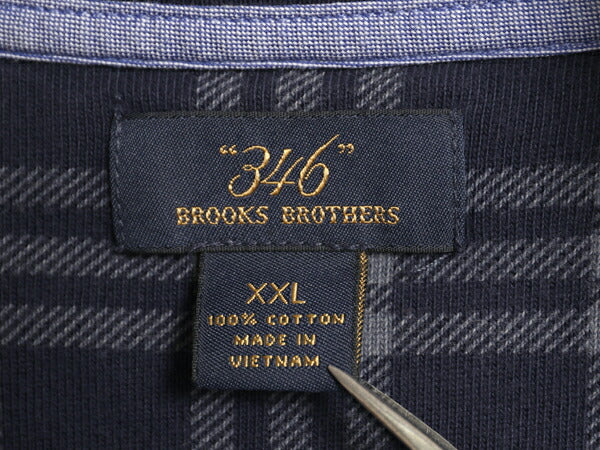 "346"
BROOKS BROTHERS
XXL
100% COTTON
MADE IN
VIETNAM